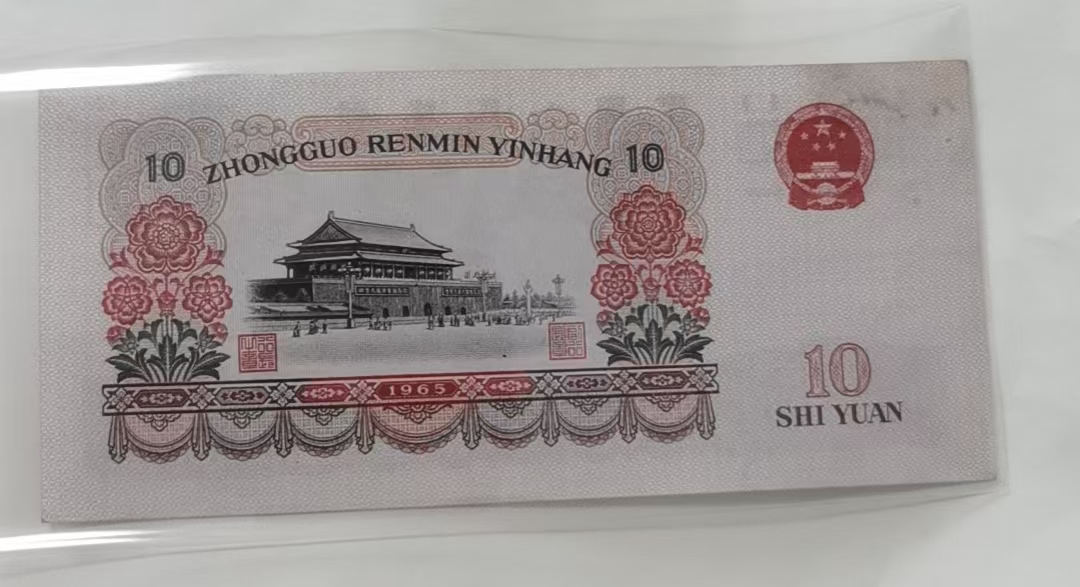 10 ZHONGGUO RENMIN YINHANG 10
1965
10
SHI YUAN